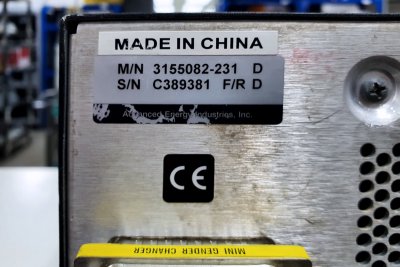 MADE IN CHINA
M/N 3155082-231 D
S/N C389381 F/R D
Advanced Energy Industries, Inc.
CE
MINI GENDER CHANGER